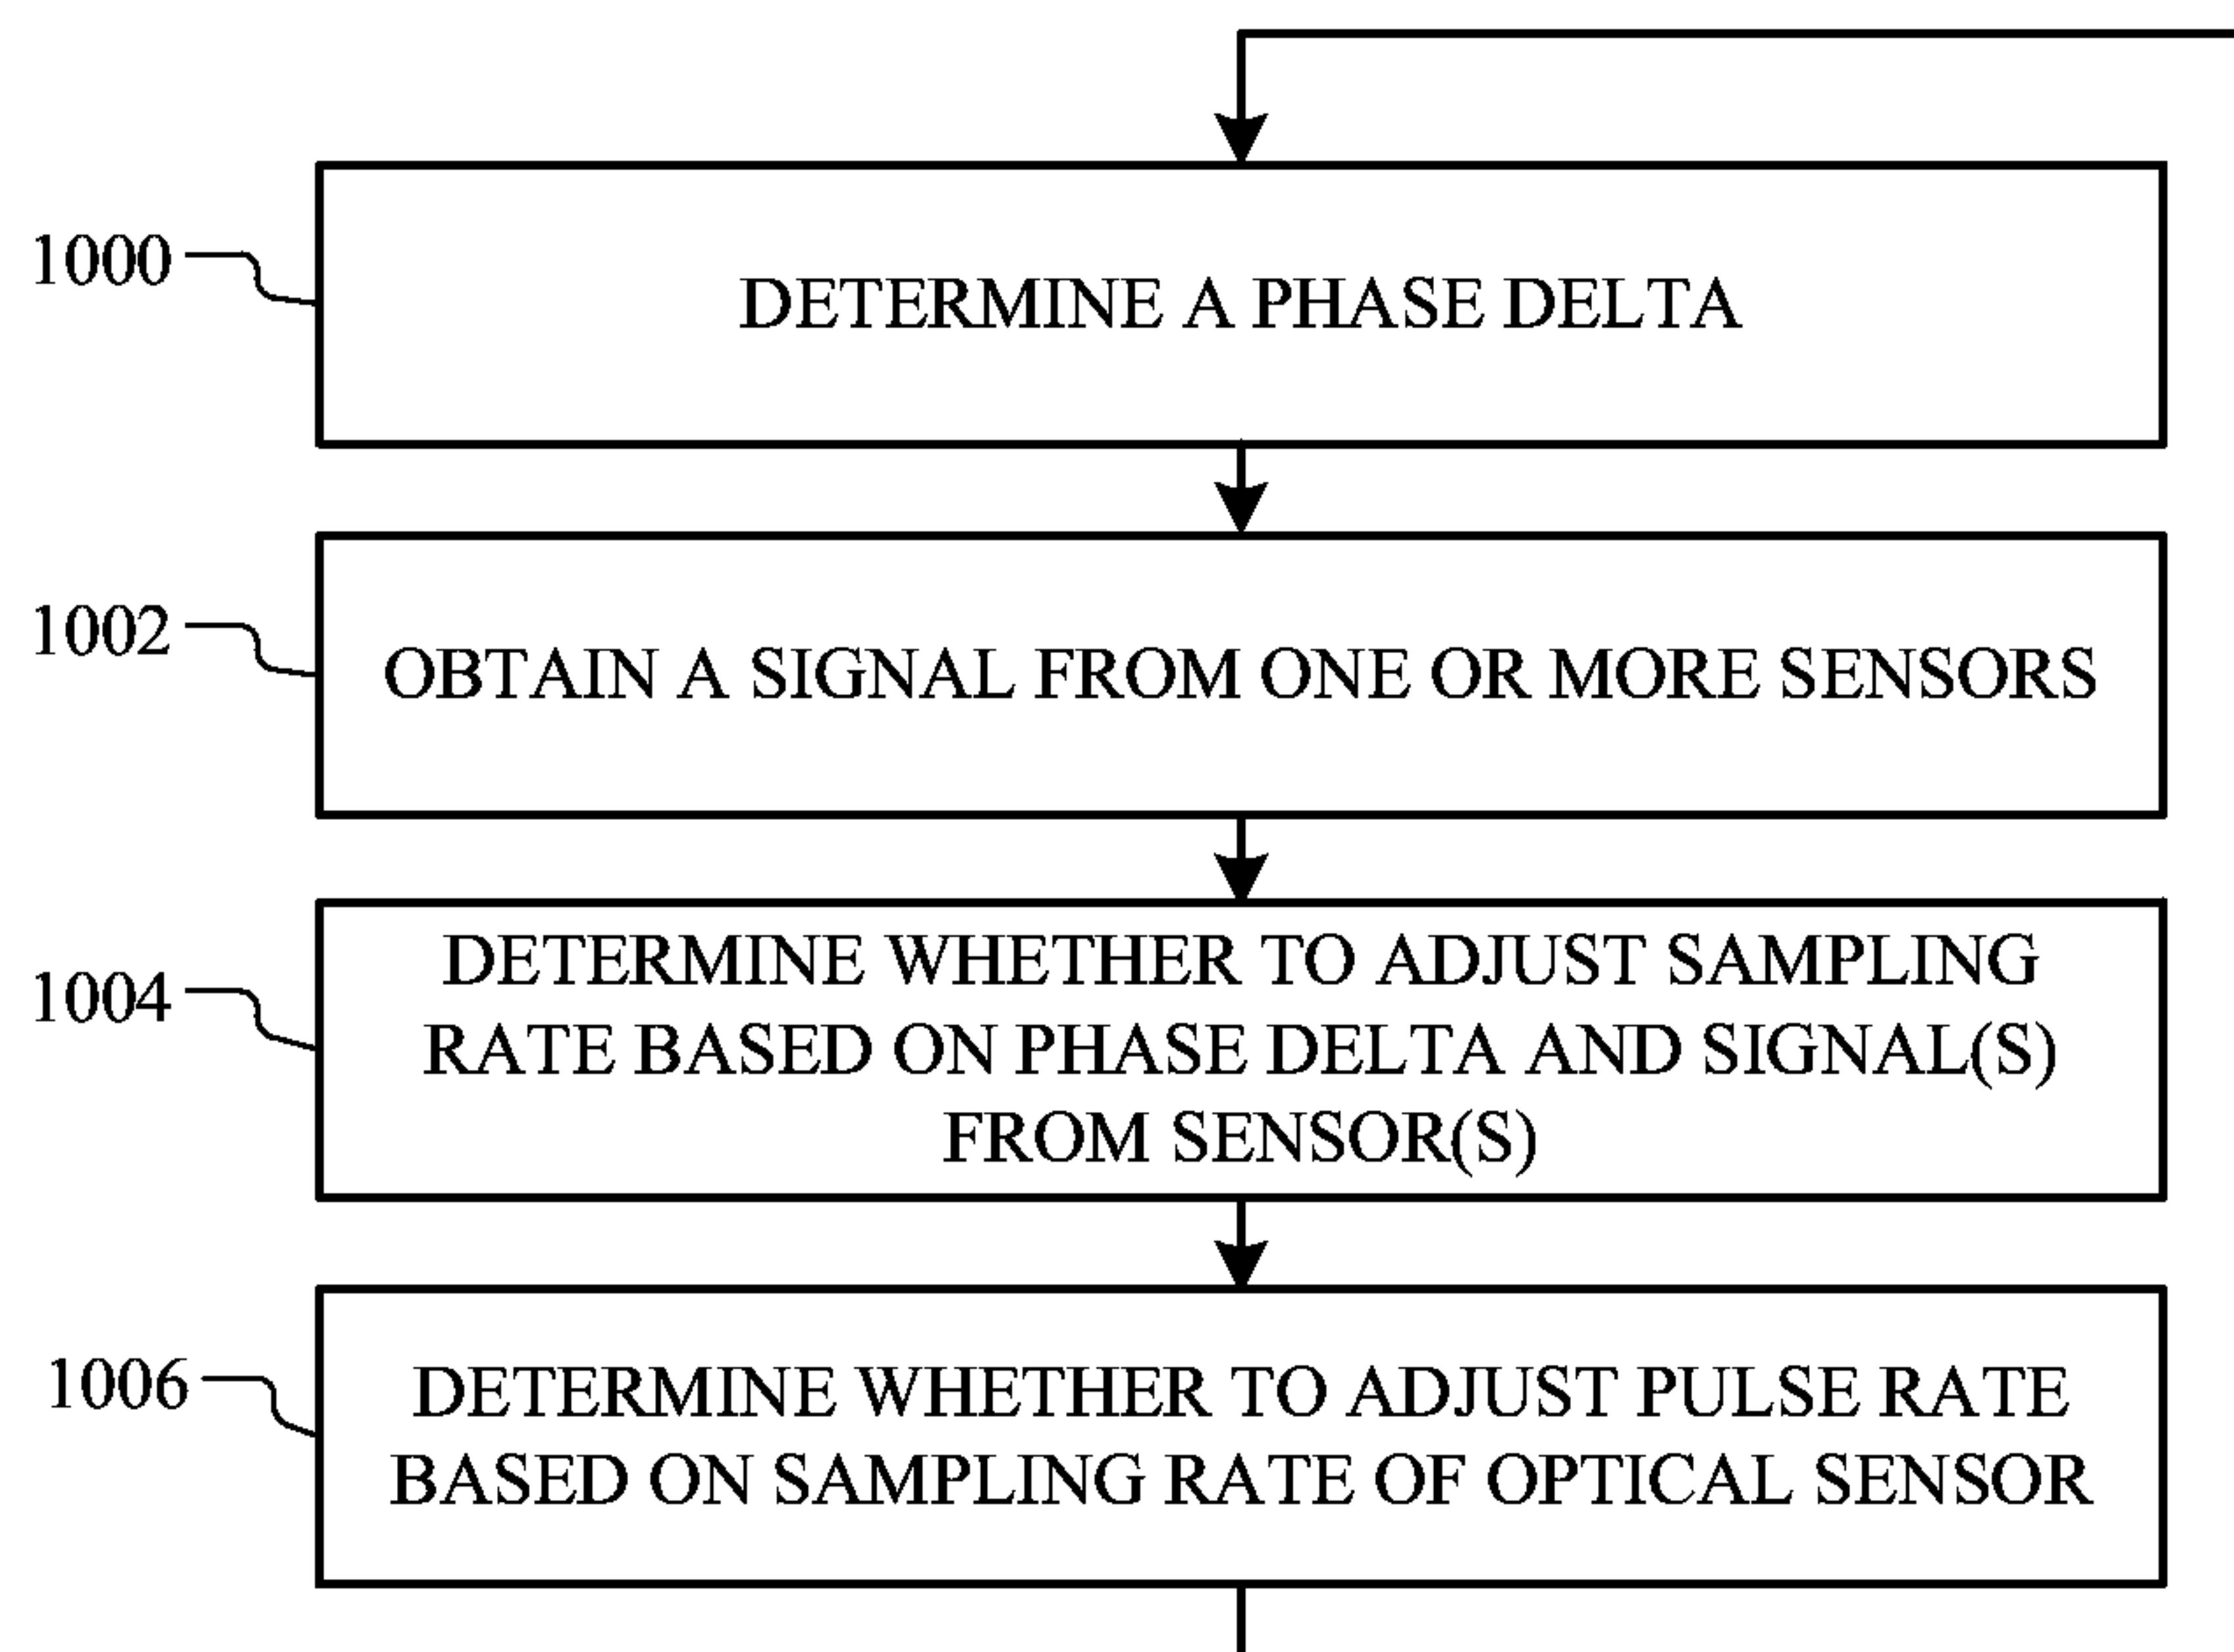 1000
DETERMINE A PHASE DELTA
1002
OBTAIN A SIGNAL FROM ONE OR MORE SENSORS
1004
DETERMINE WHETHER TO ADJUST SAMPLING
RATE BASED ON PHASE DELTA AND SIGNAL(S)
FROM SENSOR(S)
1006
DETERMINE WHETHER TO ADJUST PULSE RATE
BASED ON SAMPLING RATE OF OPTICAL SENSOR